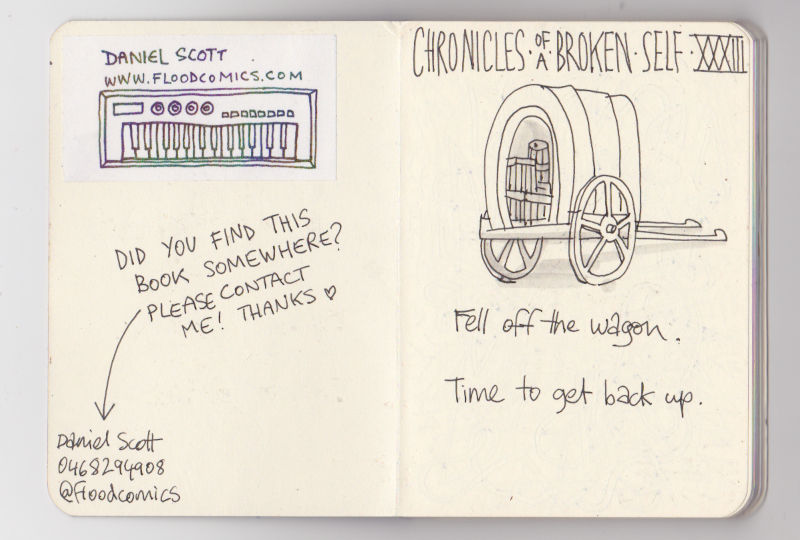 DANIEL SCOTT
WWW.FLOODCOMICS.COM
DID YOU FIND THIS
BOOK SOMEWHERE?
PLEASE CONTACT
ME! THANKS ♡
Daniel Scott
0468294908
@floodcomics
CHRONICLES · OF A · BROKEN · SELF · XXXIII
Fell off the wagon.
Time to get back up.